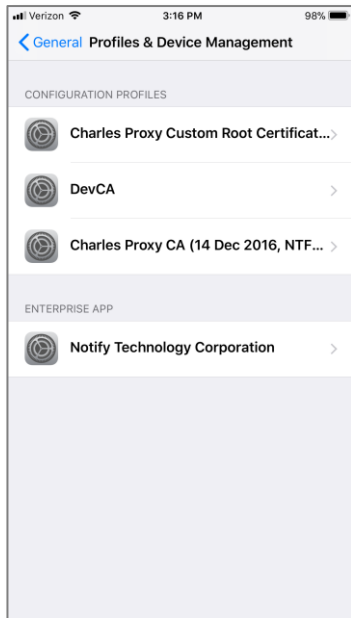 Verizon 3:16 PM 98%
General Profiles & Device Management
CONFIGURATION PROFILES
Charles Proxy Custom Root Certificat...
DevCA
Charles Proxy CA (14 Dec 2016, NTF...
ENTERPRISE APP
Notify Technology Corporation